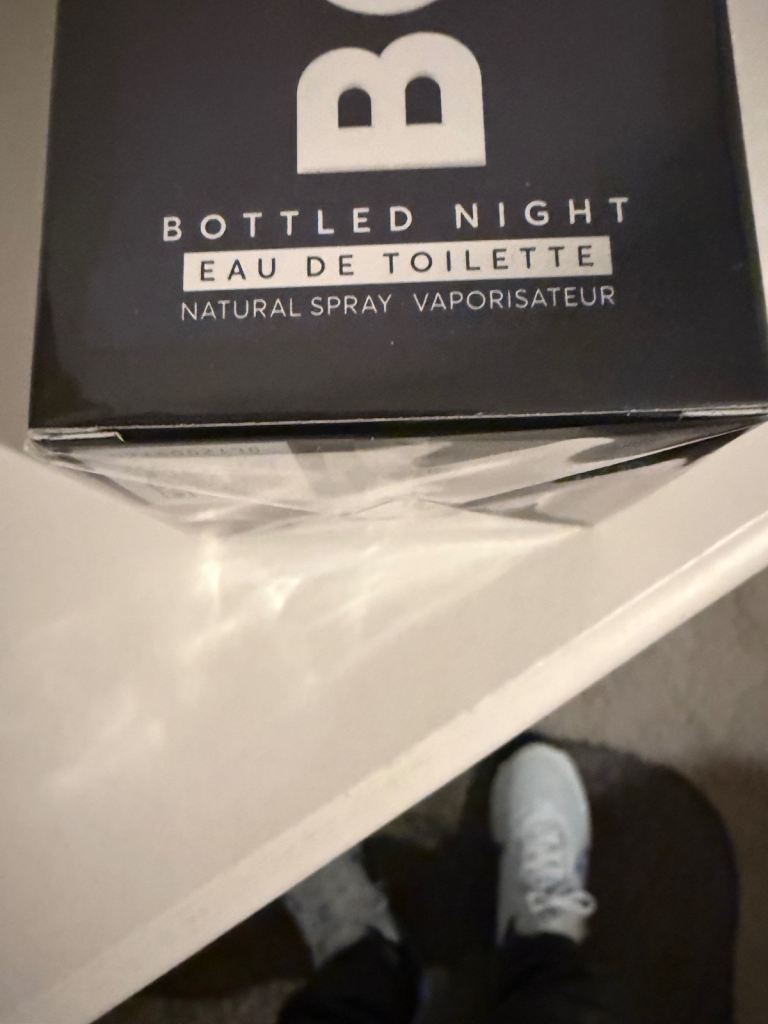 B
BOTTLED NIGHT
EAU DE TOILETTE
NATURAL SPRAY VAPORISATEUR